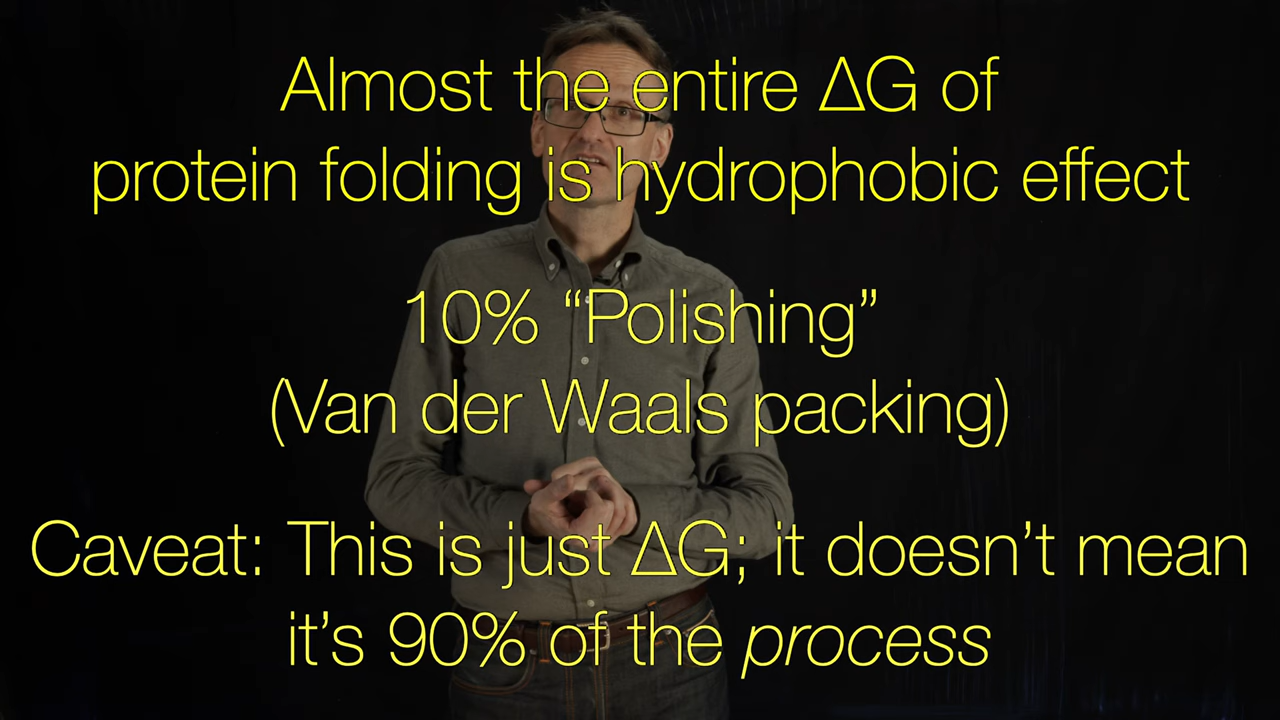 Almost the entire ΔG of
protein folding is hydrophobic effect
10% “Polishing”
(Van der Waals packing)
Caveat: This is just ΔG; it doesn’t mean
it’s 90% of the process